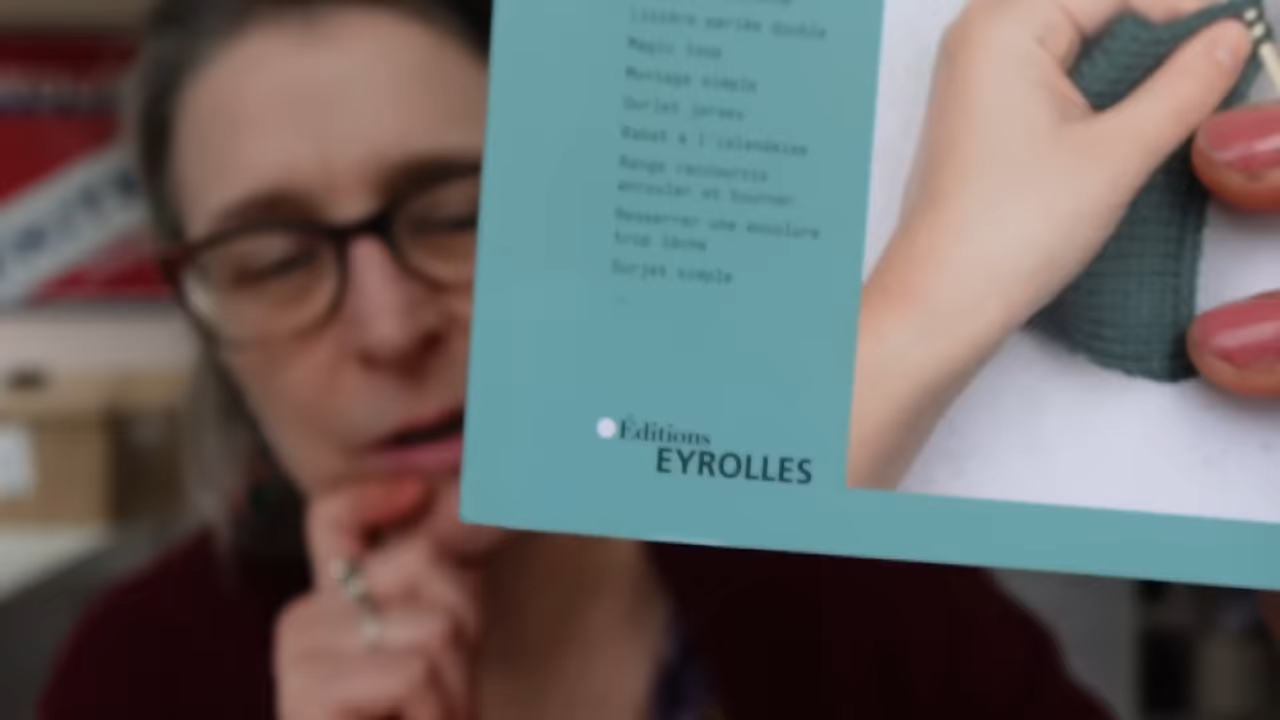 Lisière perlée double
Magic loop
Montage simple
Ourlet jersey
Rabat à l'islandaise
Rangs raccourcis
enrouler et tourner
Resserrer une encolure
trop lâche
Surjet simple
...
Éditions
EYROLLES